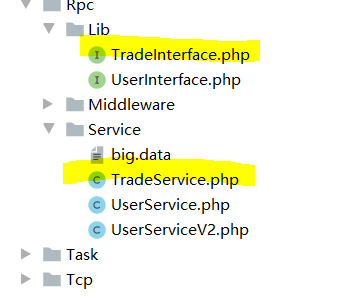 Rpc
Lib
TradeInterface.php
UserInterface.php
Middleware
Service
big.data
TradeService.php
UserService.php
UserServiceV2.php
Task
Tcp